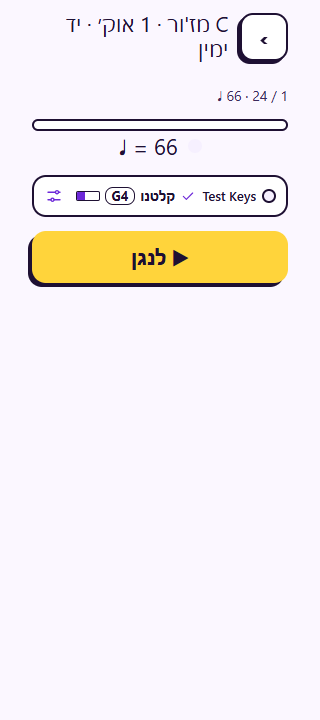 C מז'ור · 1 אוק׳ · יד
ימין
♩ 66 · 24 / 1
♩ = 66
Test Keys ✓ קלטנו G4
▶ לנגן